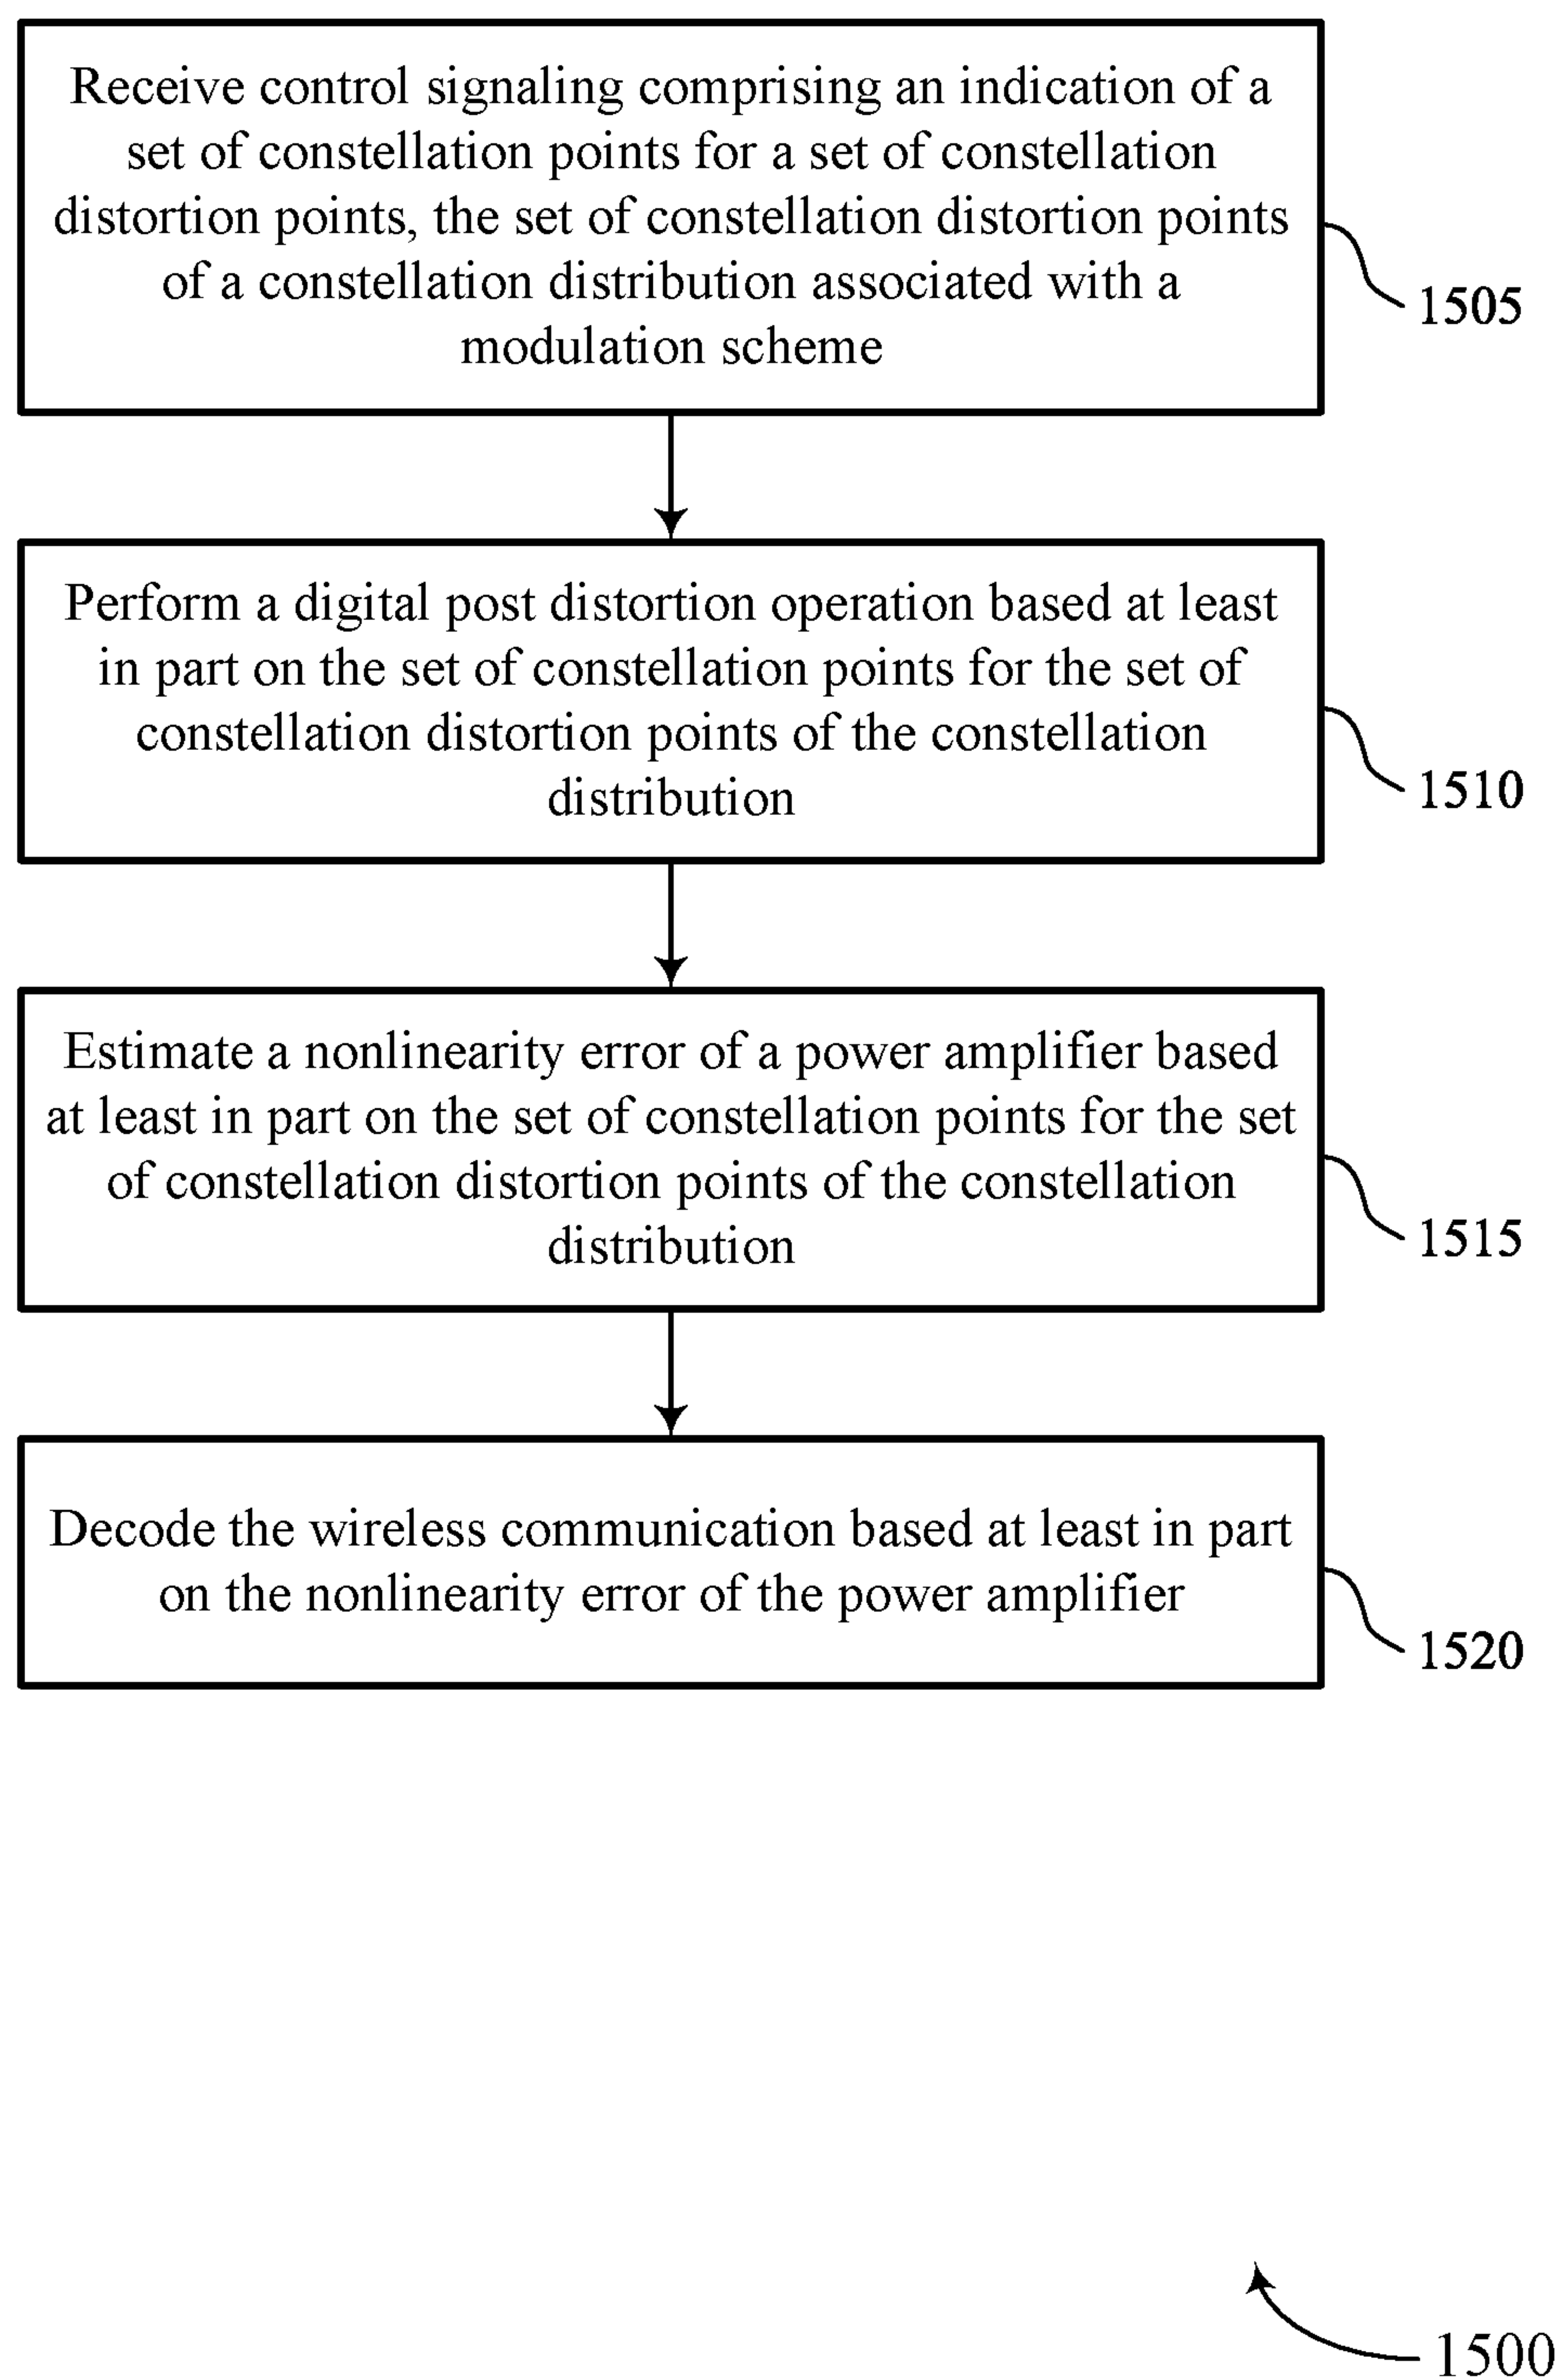 Receive control signaling comprising an indication of a
set of constellation points for a set of constellation
distortion points, the set of constellation distortion points
of a constellation distribution associated with a
modulation scheme
1505
Perform a digital post distortion operation based at least
in part on the set of constellation points for the set of
constellation distortion points of the constellation
distribution
1510
Estimate a nonlinearity error of a power amplifier based
at least in part on the set of constellation points for the set
of constellation distortion points of the constellation
distribution
1515
Decode the wireless communication based at least in part
on the nonlinearity error of the power amplifier
1520
1500